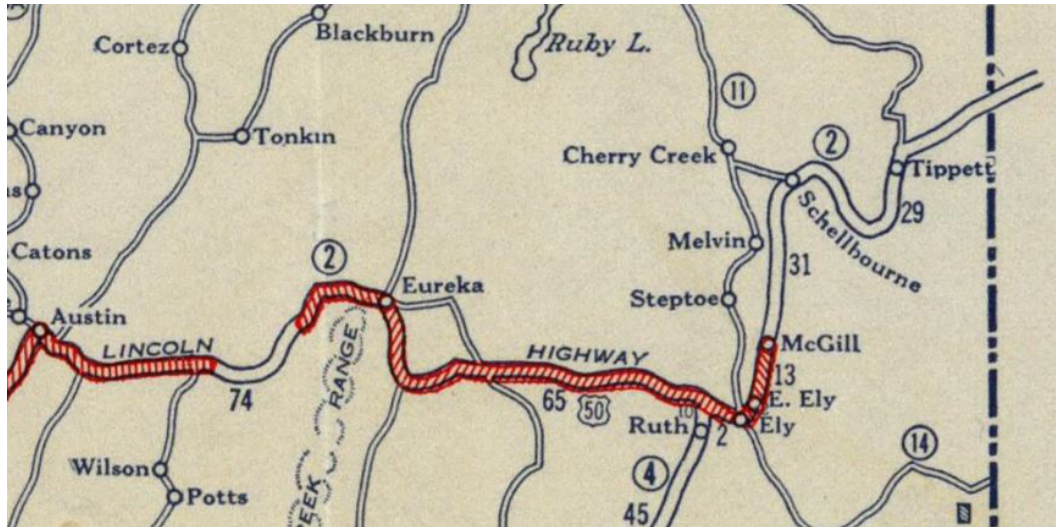 Cortez
Blackburn
Ruby L.
11
Canyon
Tonkin
Cherry Creek
2
Tippett
29
Schellbourne
Catons
Melvin
31
2
Eureka
Steptoe
Austin
McGill
LINCOLN
HIGHWAY
13
RANGE
74
65
50
10
E. Ely
Ruth
2
Ely
14
Wilson
4
Potts
45